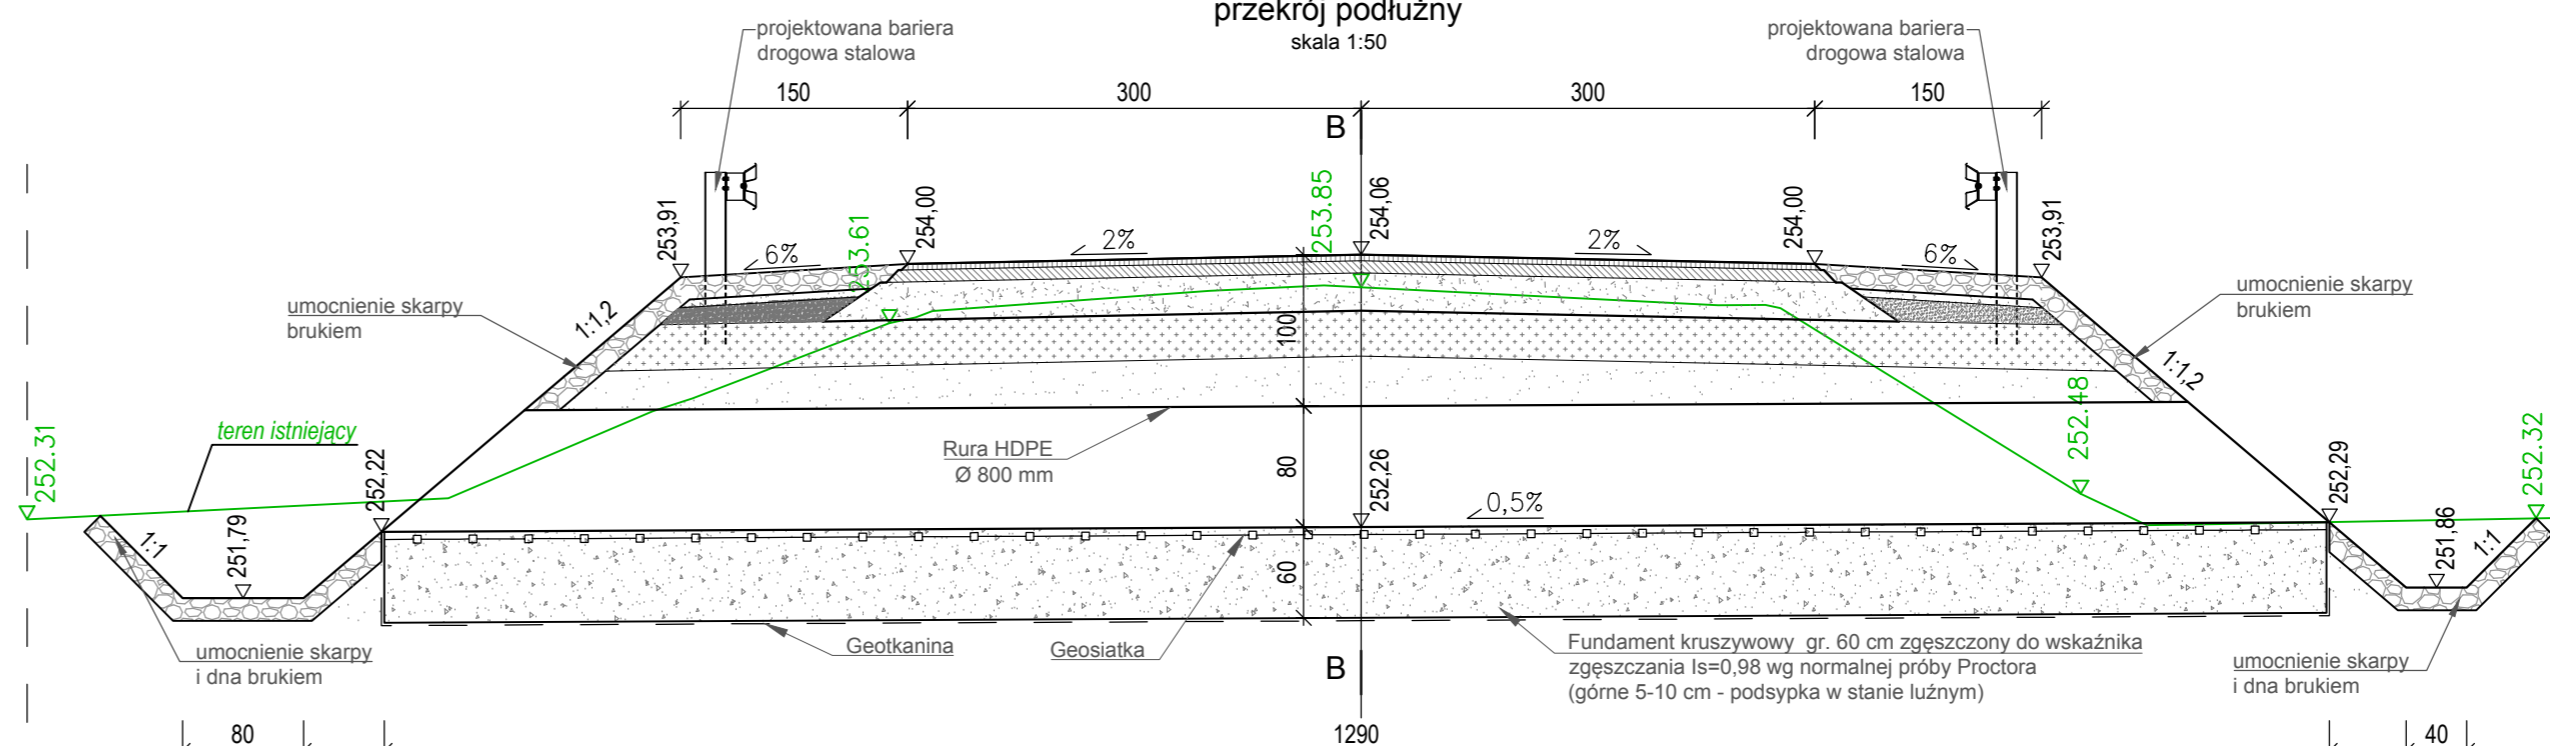 przekrój podłużny
skala 1:50
projektowana bariera
drogowa stalowa
projektowana bariera
drogowa stalowa
150
300
300
150
B
253,91
253.61
254,00
253.85
254,06
254,00
253,91
6%
2%
2%
6%
umocnienie skarpy
brukiem
1:1,2
100
umocnienie skarpy
brukiem
1:1,2
252.31
teren istniejący
252,22
Rura HDPE
Ø 800 mm
80
252,26
0,5%
252.48
252,29
252.32
1:1
251,79
60
251,86
1:1
umocnienie skarpy
i dna brukiem
Geotkanina
Geosiatka
B
Fundament kruszywowy gr. 60 cm zgęszczony do wskaźnika
zgęszczania Is=0,98 wg normalnej próby Proctora
(górne 5-10 cm - podsypka w stanie luźnym)
umocnienie skarpy
i dna brukiem
80
1290
40